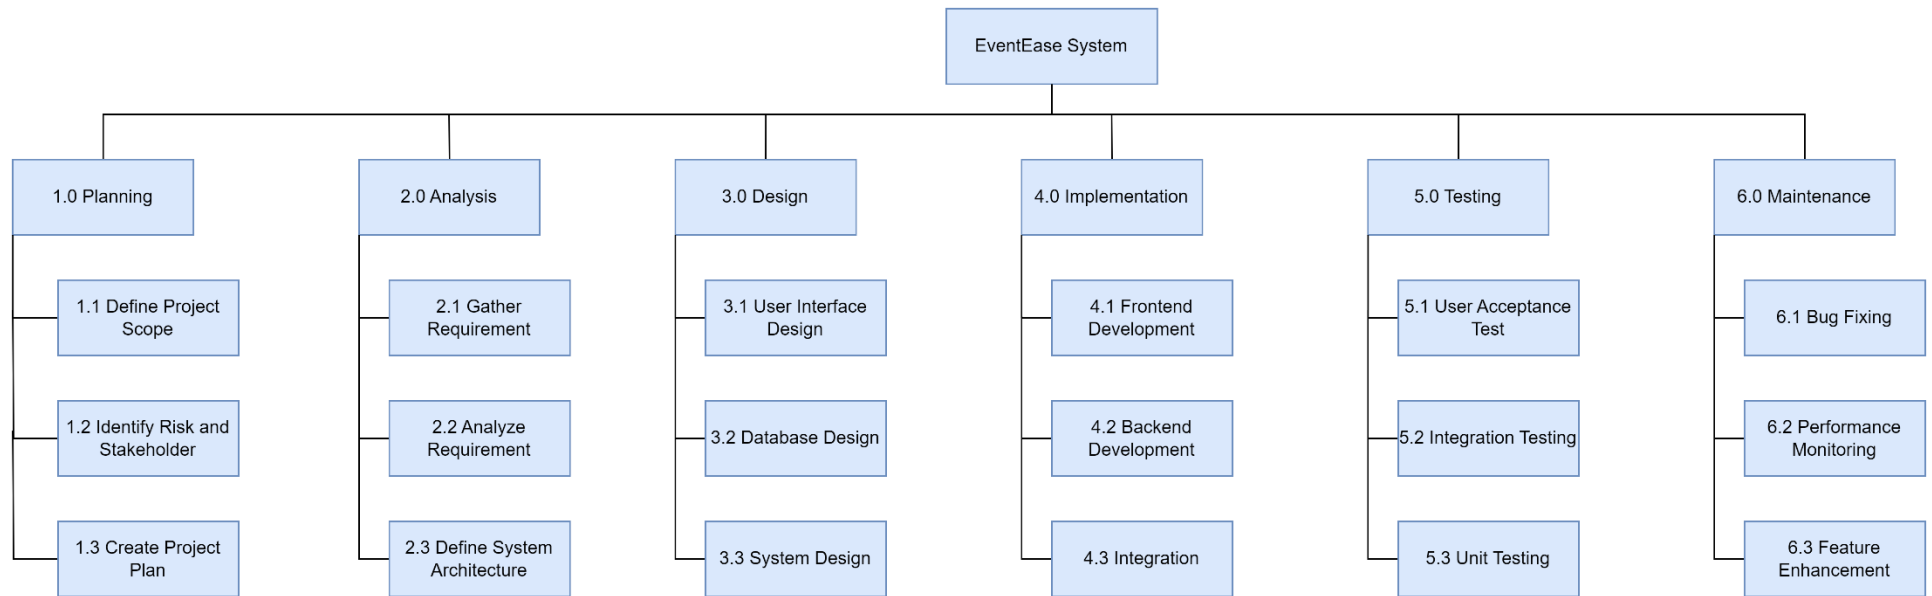 EventEase System
1.0 Planning
2.0 Analysis
3.0 Design
4.0 Implementation
5.0 Testing
6.0 Maintenance
1.1 Define Project
Scope
2.1 Gather
Requirement
3.1 User Interface
Design
4.1 Frontend
Development
5.1 User Acceptance
Test
6.1 Bug Fixing
1.2 Identify Risk and
Stakeholder
2.2 Analyze
Requirement
3.2 Database Design
4.2 Backend
Development
5.2 Integration Testing
6.2 Performance
Monitoring
1.3 Create Project
Plan
2.3 Define System
Architecture
3.3 System Design
4.3 Integration
5.3 Unit Testing
6.3 Feature
Enhancement